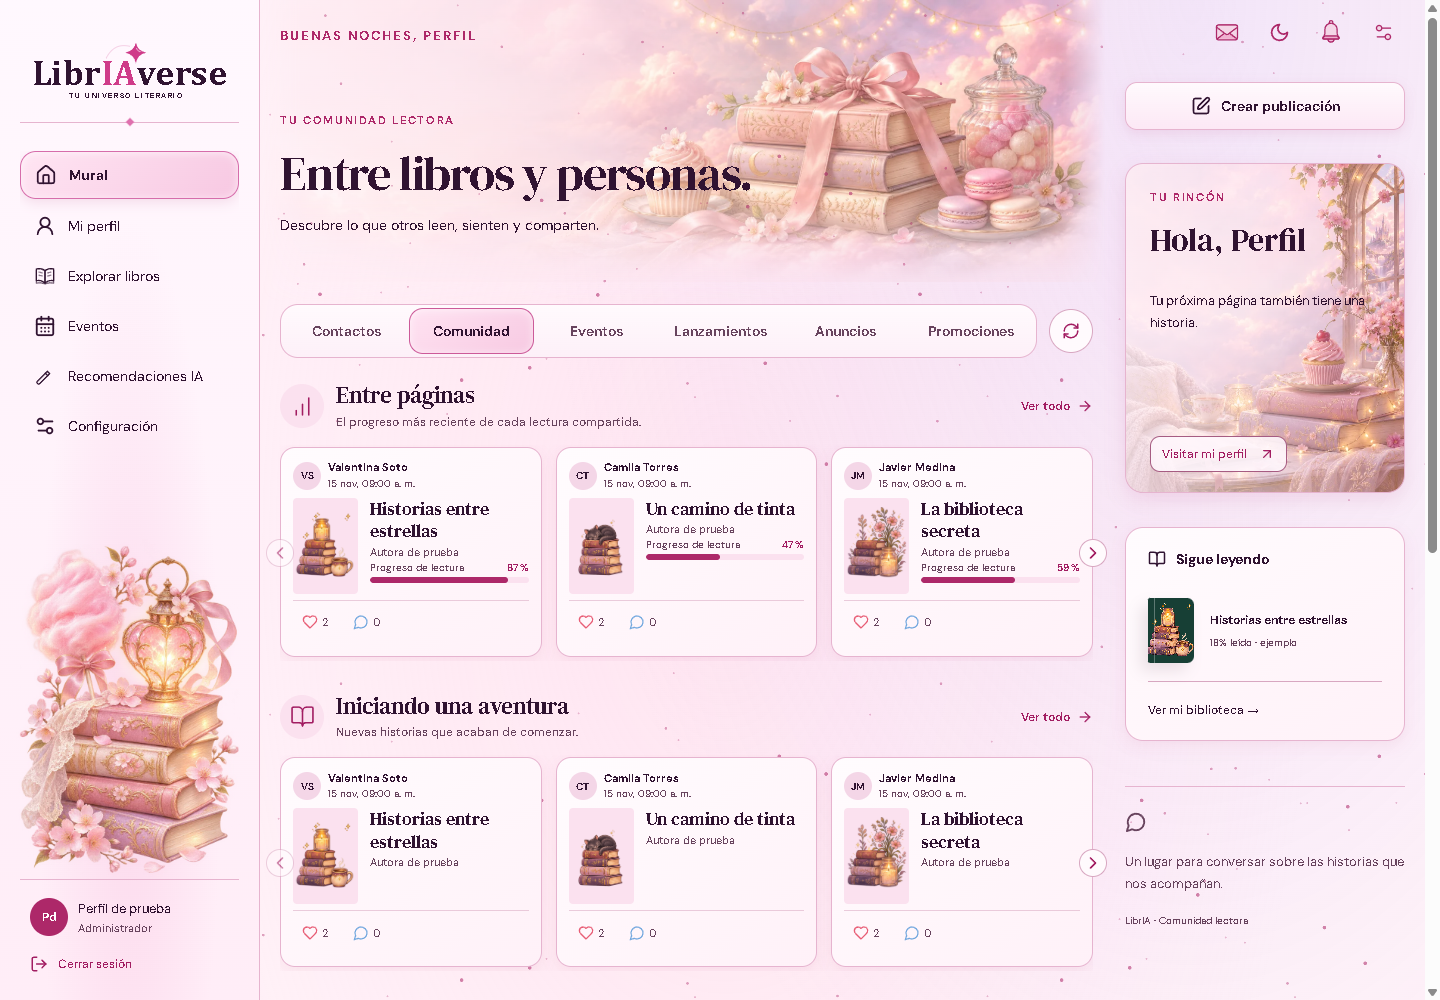 LibrIAverse
TU UNIVERSO LITERARIO
Mural
Mi perfil
Explorar libros
Eventos
Recomendaciones IA
Configuración
Pd
Perfil de prueba
Administrador
Cerrar sesión
BUENAS NOCHES, PERFIL
TU COMUNIDAD LECTORA
Entre libros y personas.
Descubre lo que otros leen, sienten y comparten.
Contactos
Comunidad
Eventos
Lanzamientos
Anuncios
Promociones
Entre páginas
El progreso más reciente de cada lectura compartida.
Ver todo →
VS
Valentina Soto
15 nov, 09:00 a. m.
Historias entre
estrellas
Autora de prueba
Progreso de lectura 87%
2 0
CT
Camila Torres
15 nov, 09:00 a. m.
Un camino de tinta
Autora de prueba
Progreso de lectura 47%
2 0
JM
Javier Medina
15 nov, 09:00 a. m.
La biblioteca
secreta
Autora de prueba
Progreso de lectura 59%
2 0
Iniciando una aventura
Nuevas historias que acaban de comenzar.
Ver todo →
VS
Valentina Soto
15 nov, 09:00 a. m.
Historias entre
estrellas
Autora de prueba
2 0
CT
Camila Torres
15 nov, 09:00 a. m.
Un camino de tinta
Autora de prueba
2 0
JM
Javier Medina
15 nov, 09:00 a. m.
La biblioteca
secreta
Autora de prueba
2 0
Crear publicación
TU RINCÓN
Hola, Perfil
Tu próxima página también tiene una
historia.
Visitar mi perfil
Sigue leyendo
Historias entre estrellas
18% leído · ejemplo
Ver mi biblioteca →
Un lugar para conversar sobre las historias que
nos acompañan.
LibrIA · Comunidad lectora